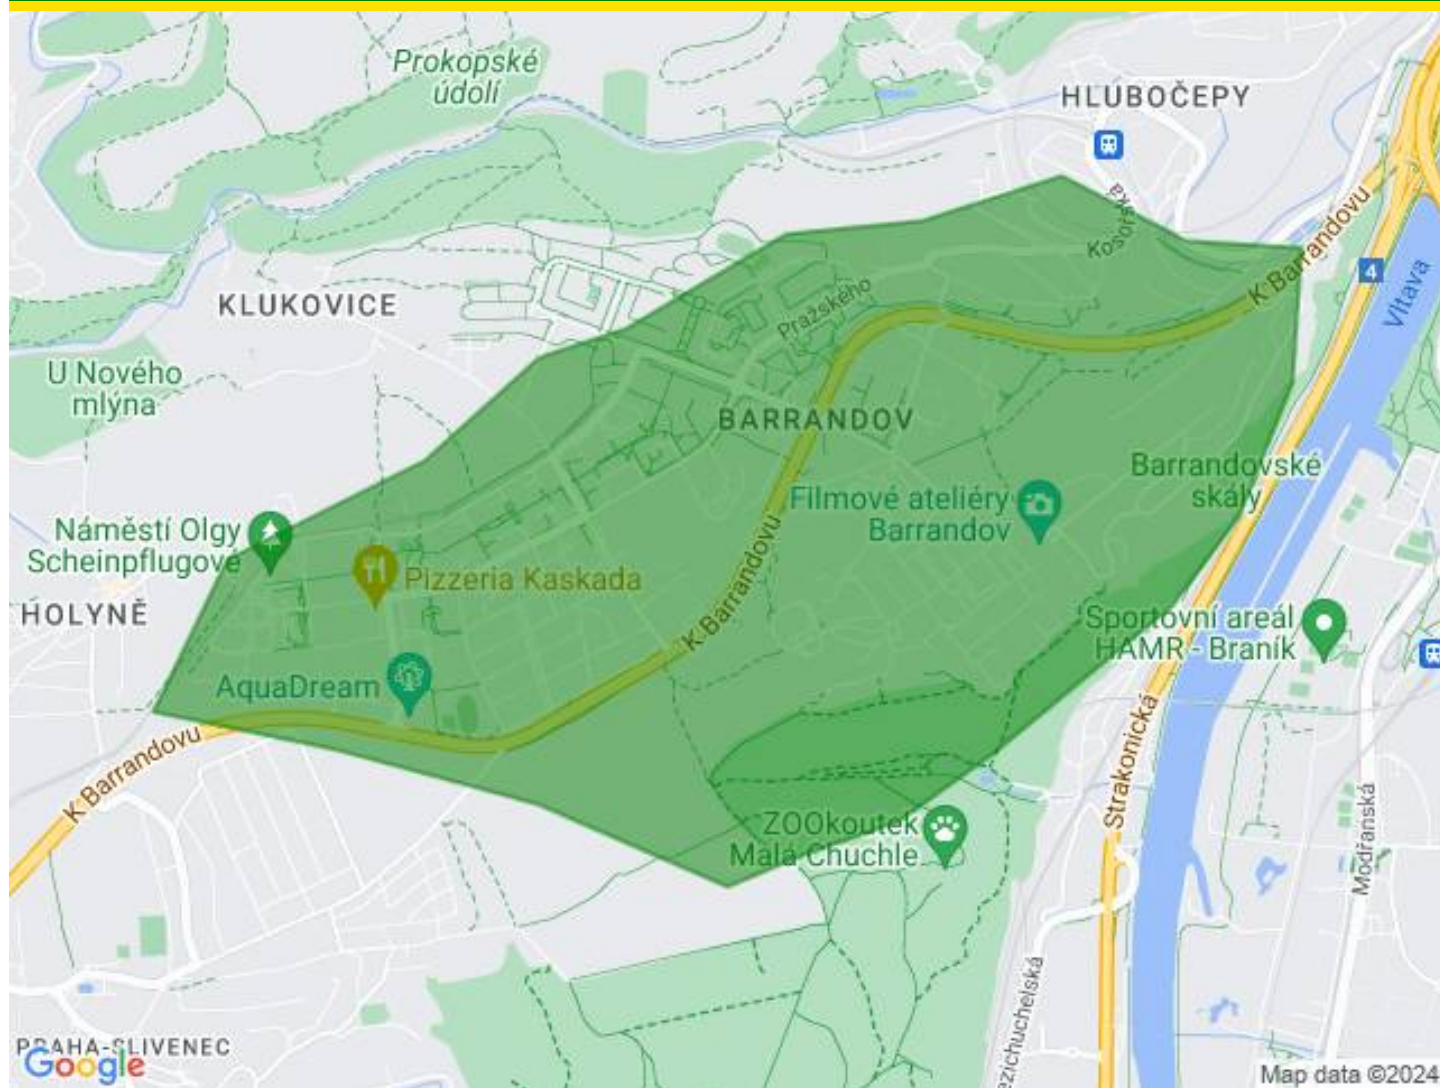 Prokopské
údolí
HLUBOČEPY
Kosořská
K Barrandovu
4
Vltava
KLUKOVICE
Pražského
U Nového
mlýna
BARRANDOV
Barrandovské
skály
Filmové ateliéry
Barrandov
Náměstí Olgy
Scheinpflugové
Pizzeria Kaskada
HOLYNĚ
K Barrandovu
Sportovní areál
HAMR - Braník
AquaDream
K Barrandovu
Strakonická
ZOOkoutek
Malá Chuchle
Modřanská
ezichuchelská
PRAHA-SLIVENEC
Google
Map data ©2024